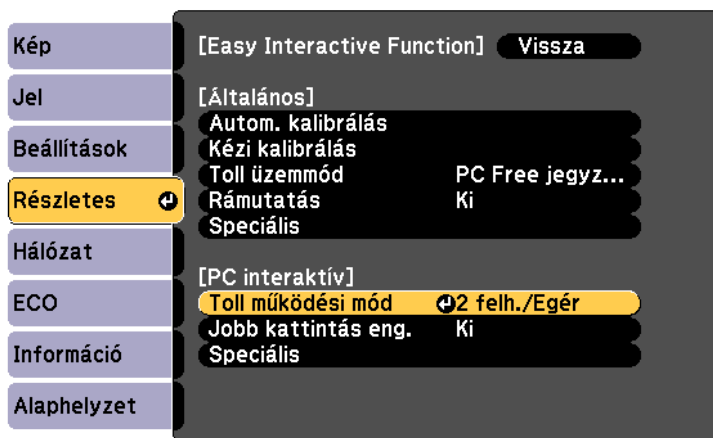 Kép
Jel
Beállítások
Részletes
Hálózat
ECO
Információ
Alaphelyzet
[Easy Interactive Function] Vissza
[Általános]
Autom. kalibrálás
Kézi kalibrálás
Toll üzemmód PC Free jegyz...
Rámutatás Ki
Speciális
[PC interaktív]
Toll működési mód 2 felh./Egér
Jobb kattintás eng. Ki
Speciális